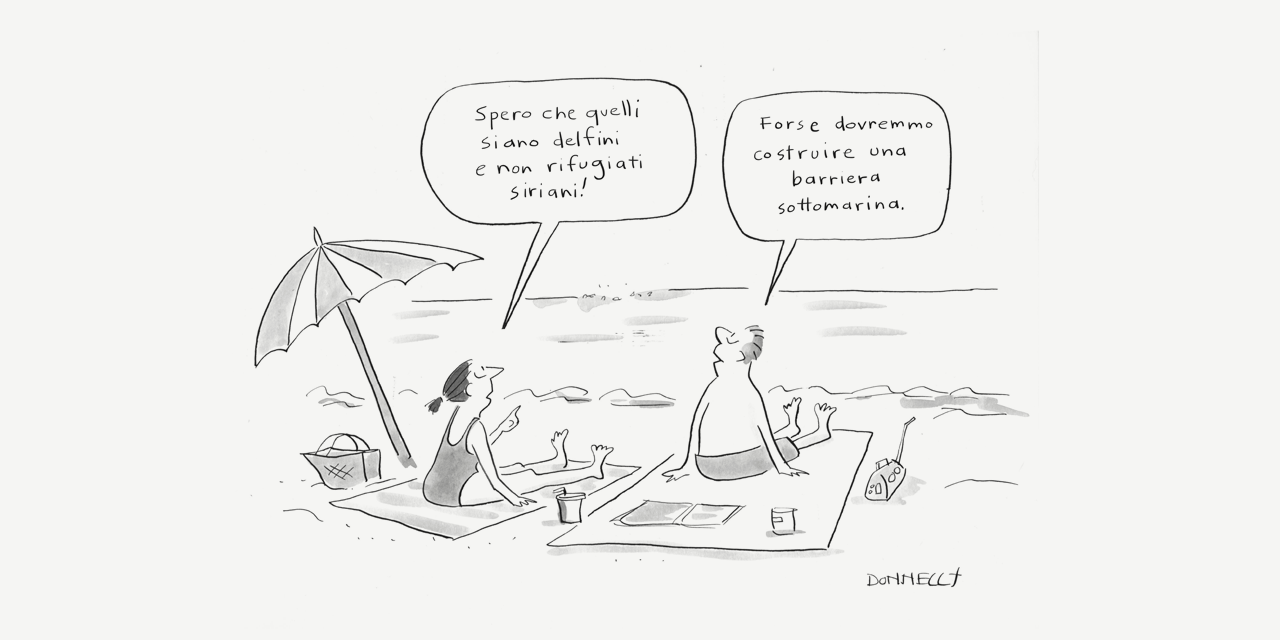 Spero che quelli
siano delfini
e non rifugiati
siriani!
Forse dovremmo
costruire una
barriera
sottomarina.
DONNELLY